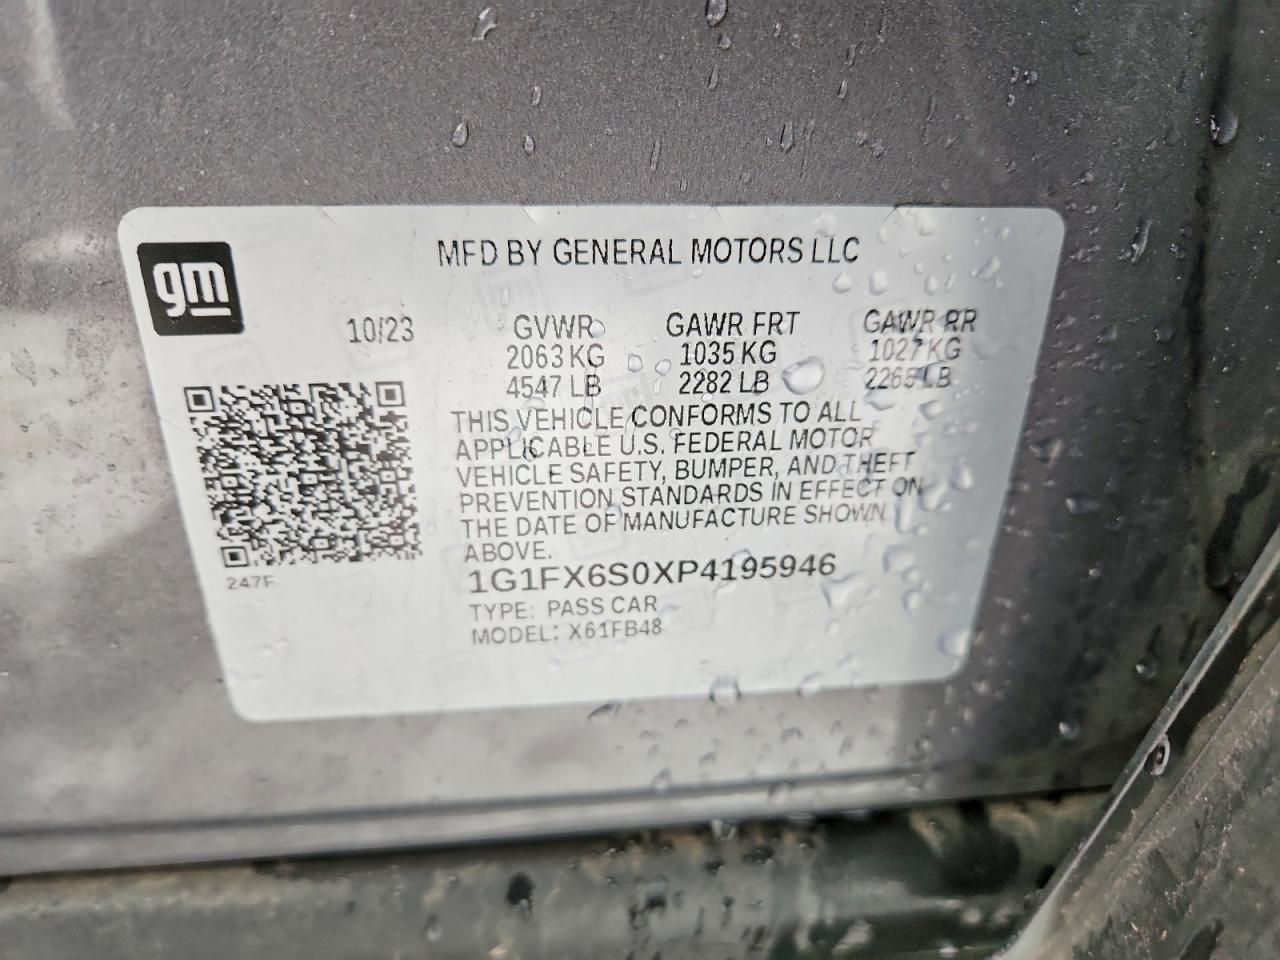 MFD BY GENERAL MOTORS LLC
gm
10/23
GVWR GAWR FRT GAWR RR
2063 KG 1035 KG 1027 KG
4547 LB 2282 LB 2265 LB
THIS VEHICLE CONFORMS TO ALL
APPLICABLE U.S. FEDERAL MOTOR
VEHICLE SAFETY, BUMPER, AND THEFT
PREVENTION STANDARDS IN EFFECT ON
THE DATE OF MANUFACTURE SHOWN
ABOVE.
247F
1G1FX6S0XP4195946
TYPE: PASS CAR
MODEL: X61FB48